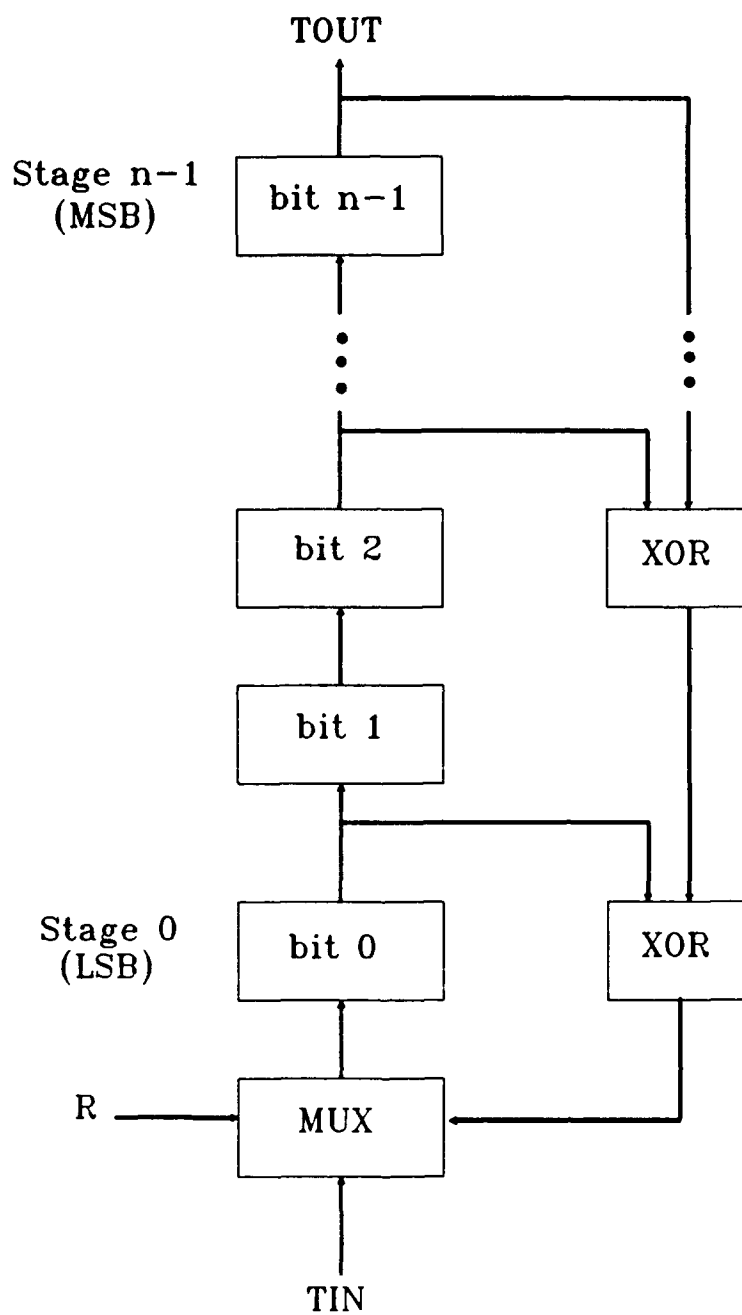 TOUT
Stage n-1
(MSB)
bit n-1
bit 2
XOR
bit 1
Stage 0
(LSB)
bit 0
XOR
R
MUX
TIN